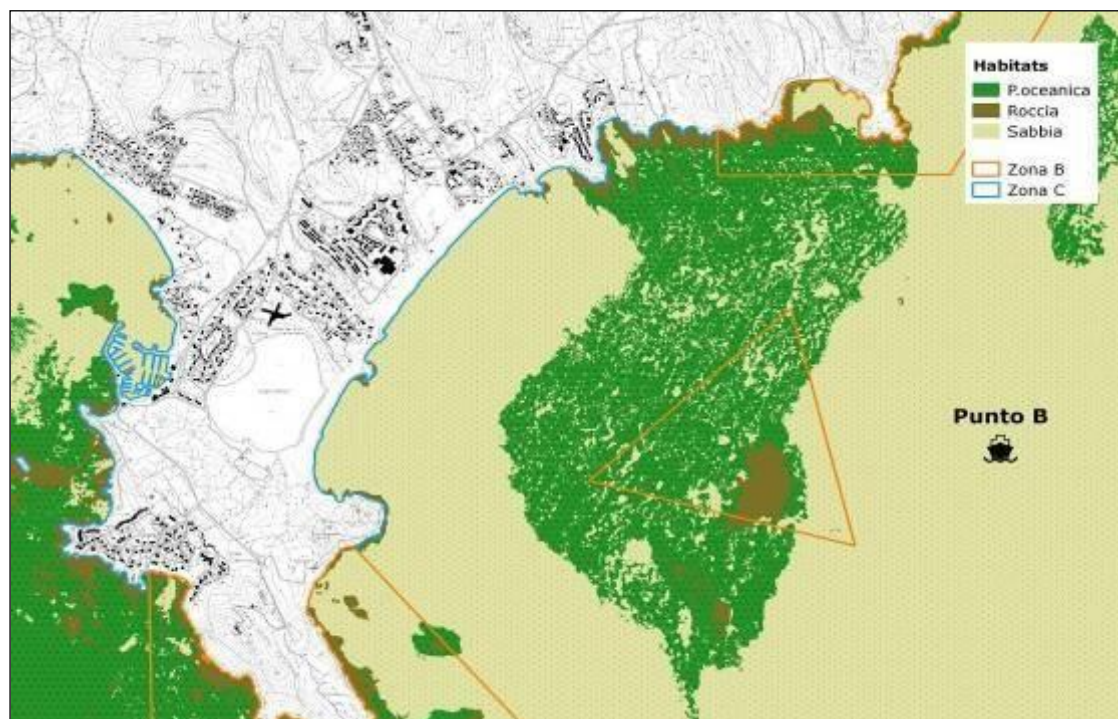 Habitats
P.oceanica
Roccia
Sabbia
Zona B
Zona C
Punto B